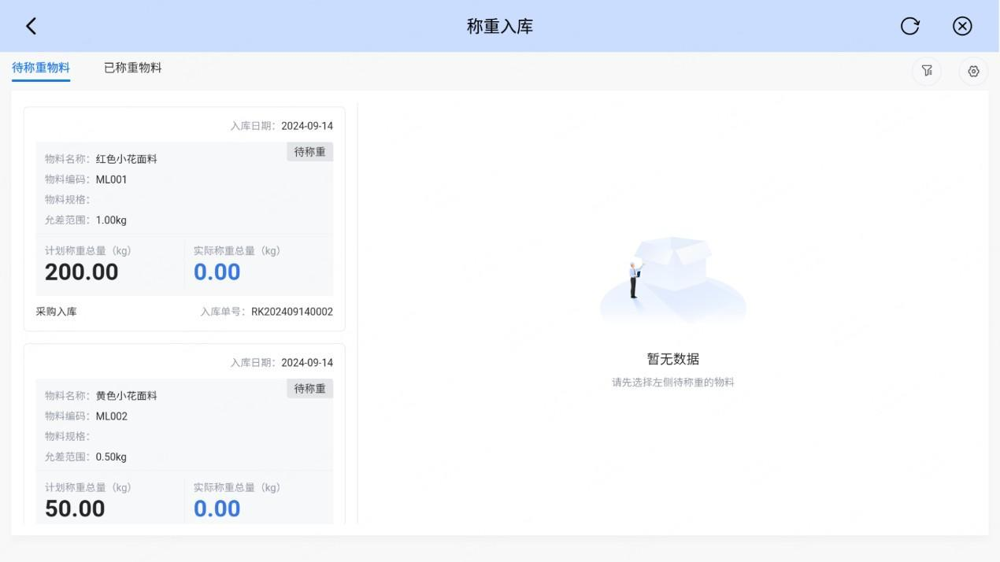 称重入库
待称重物料 已称重物料
入库日期：2024-09-14
待称重
物料名称：红色小花面料
物料编码：ML001
物料规格：
允差范围：1.00kg
计划称重总量（kg） 实际称重总量（kg）
200.00 0.00
采购入库 入库单号：RK202409140002
入库日期：2024-09-14
待称重
物料名称：黄色小花面料
物料编码：ML002
物料规格：
允差范围：0.50kg
计划称重总量（kg） 实际称重总量（kg）
50.00 0.00
暂无数据
请先选择左侧待称重的物料